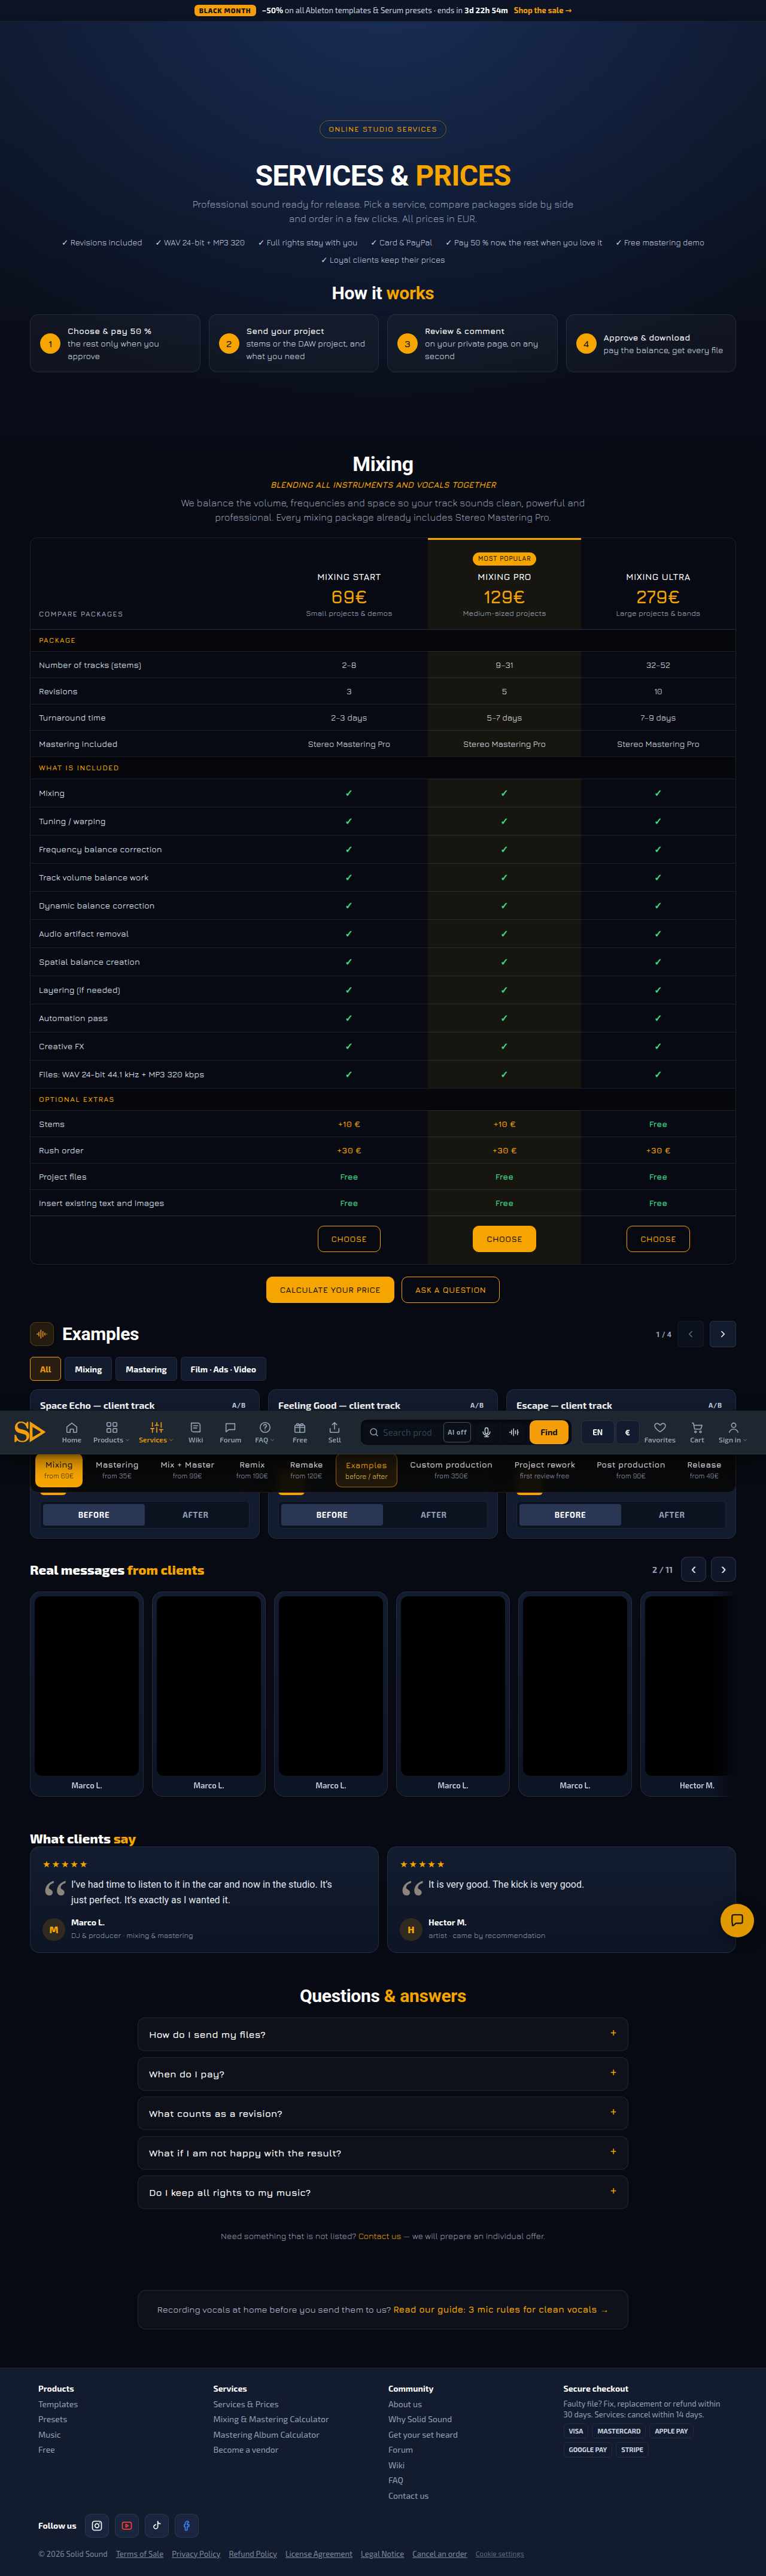 BLACK MONTH −50% on all Ableton templates & Serum presets · ends in 3d 22h 54m Shop the sale →
ONLINE STUDIO SERVICES
SERVICES & PRICES
Professional sound ready for release. Pick a service, compare packages side by side
and order in a few clicks. All prices in EUR.
✓ Revisions included ✓ WAV 24-bit + MP3 320 ✓ Full rights stay with you ✓ Card & PayPal ✓ Pay 50 % now, the rest when you love it ✓ Free mastering demo
✓ Loyal clients keep their prices
How it works
1 Choose & pay 50 %
the rest only when you
approve
2 Send your project
stems or the DAW project, and
what you need
3 Review & comment
on your private page, on any
second
4 Approve & download
pay the balance, get every file
Mixing
BLENDING ALL INSTRUMENTS AND VOCALS TOGETHER
We balance the volume, frequencies and space so your track sounds clean, powerful and
professional. Every mixing package already includes Stereo Mastering Pro.
MOST POPULAR
MIXING START MIXING PRO MIXING ULTRA
69€ 129€ 279€
COMPARE PACKAGES Small projects & demos Medium-sized projects Large projects & bands
PACKAGE
Number of tracks (stems) 2-8 9-31 32-52
Revisions 3 5 10
Turnaround time 2-3 days 5-7 days 7-9 days
Mastering included Stereo Mastering Pro Stereo Mastering Pro Stereo Mastering Pro
WHAT IS INCLUDED
Mixing ✓ ✓ ✓
Tuning / warping ✓ ✓ ✓
Frequency balance correction ✓ ✓ ✓
Track volume balance work ✓ ✓ ✓
Dynamic balance correction ✓ ✓ ✓
Audio artifact removal ✓ ✓ ✓
Spatial balance creation ✓ ✓ ✓
Layering (if needed) ✓ ✓ ✓
Automation pass ✓ ✓ ✓
Creative FX ✓ ✓ ✓
Files: WAV 24-bit 44.1 kHz + MP3 320 kbps ✓ ✓ ✓
OPTIONAL EXTRAS
Stems +10 € +10 € Free
Rush order +30 € +30 € +30 €
Project files Free Free Free
Insert existing text and images Free Free Free
CHOOSE CHOOSE CHOOSE
CALCULATE YOUR PRICE ASK A QUESTION
Examples 1 / 4 ‹ ›
All Mixing Mastering Film · Ads · Video
Space Echo — client track A/B Feeling Good — client track A/B Escape — client track A/B
Home Products Services Wiki Forum FAQ Free Sell Search prod AI off Find EN € Favorites Cart Sign in
Mixing Mastering Mix + Master Remix Remake Examples Custom production Project work Post production Release
from 69€ from 35€ from 99€ from 190€ from 120€ before / after from 350€ first review free from 90€ from 49€
BEFORE AFTER BEFORE AFTER BEFORE AFTER
Real messages from clients 2 / 11 ‹ ›
Marco L. Marco L. Marco L. Marco L. Marco L. Hector M.
What clients say
★★★★★
“ I've had time to listen to it in the car and now in the studio. It's
just perfect. It's exactly as I wanted it.
M Marco L.
DJ & producer · mixing & mastering
★★★★★
“ It is very good. The kick is very good.
H Hector M.
artist · came by recommendation
Questions & answers
How do I send my files? +
When do I pay? +
What counts as a revision? +
What if I am not happy with the result? +
Do I keep all rights to my music? +
Need something that is not listed? Contact us — we will prepare an individual offer.
Recording vocals at home before you send them to us? Read our guide: 3 mic rules for clean vocals →
Products
Templates
Presets
Music
Free
Services
Services & Prices
Mixing & Mastering Calculator
Mastering Album Calculator
Become a vendor
Community
About us
Why Solid Sound
Get your set heard
Forum
Wiki
FAQ
Contact us
Secure checkout
Faulty file? Fix, replacement or refund within
30 days. Services: cancel within 14 days.
VISA MASTERCARD APPLE PAY
GOOGLE PAY STRIPE
Follow us
© 2026 Solid Sound Terms of Sale Privacy Policy Refund Policy License Agreement Legal Notice Cancel an order Cookie settings